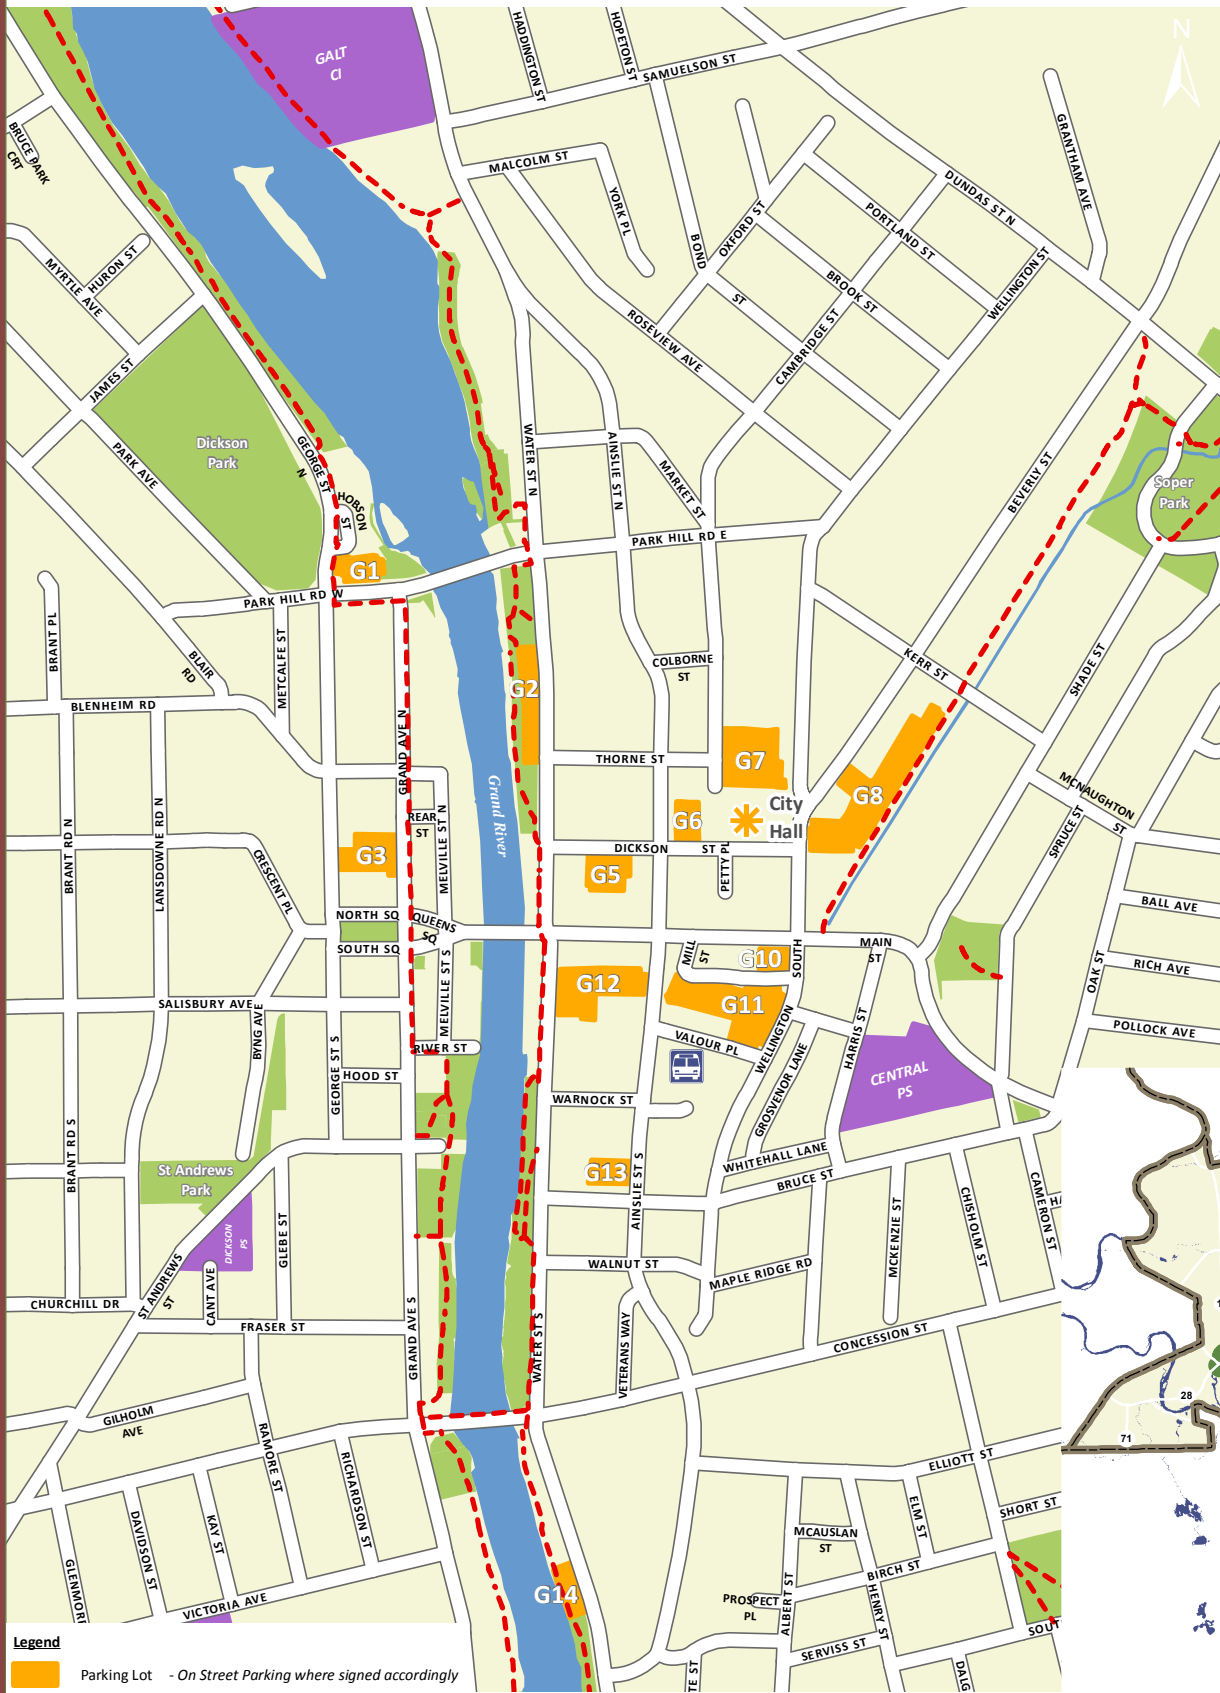 N
GALT
CI
HADDINGTON ST
HOPETON ST
SAMUELSON ST
BRUCE PARK
CRT
MALCOLM ST
YORK PL
GRANTHAM AVE
DUNDAS ST N
OXFORD ST
PORTLAND ST
BOND
ST
MYRTLE AVE
HURON ST
BROOK ST
WELLINGTON ST
ROSEVIEW AVE
CAMBRIDGE ST
JAMES ST
Dickson
Park
PARK AVE
GEORGE ST
N
HOBSON
ST
WATER ST N
AINSLIE ST N
MARKET ST
BEVERLY ST
Soper
Park
PARK HILL RD E
G1
PARK HILL RD W
BRANT PL
METCALFE ST
BLAIR
RD
COLBORNE
ST
KERR ST
SHADE ST
G2
BLENHEIM RD
GRAND AVE N
THORNE ST
G7
City
Hall
G8
MCNAUGHTON
ST
Grand River
REAR
ST
MELVILLE ST N
G6
SPRUCE ST
BRANT RD N
LANSDOWNE RD N
CRESCENT PL
G3
DICKSON
ST
PETTY PL
G5
BALL AVE
NORTH SQ
QUEENS
SQ
SOUTH SQ
MILL
ST
G10
SOUTH
MAIN
ST
OAK ST
RICH AVE
MELVILLE ST S
G12
G11
SALISBURY AVE
BYNG AVE
POLLOCK AVE
RIVER ST
VALOUR PL
WELLINGTON
GROSVENOR LANE
HARRIS ST
CENTRAL
PS
GEORGE ST S
HOOD ST
WARNOCK ST
BRANT RD S
St Andrews
Park
G13
AINSLIE ST S
WHITEHALL LANE
BRUCE ST
DICKSON
PS
GLEBE ST
MCKENZIE ST
CHISHOLM ST
CAMERON ST
HA
WALNUT ST
MAPLE RIDGE RD
ST ANDREWS
ST
CANT AVE
CHURCHILL DR
FRASER ST
GRAND AVE S
WATER ST S
VETERANS WAY
CONCESSION ST
1
28
71
GILHOLM
AVE
RAMORE ST
RICHARDSON ST
ELLIOTT ST
ELM ST
SHORT ST
DAVIDSON ST
KAY ST
GLENMOR
MCAUSLAN
ST
BIRCH ST
HENRY ST
ALBERT ST
PROSPECT
PL
G14
VICTORIA AVE
SERVISS ST
SOUT
DALG
TE ST
Legend
Parking Lot - On Street Parking where signed accordingly